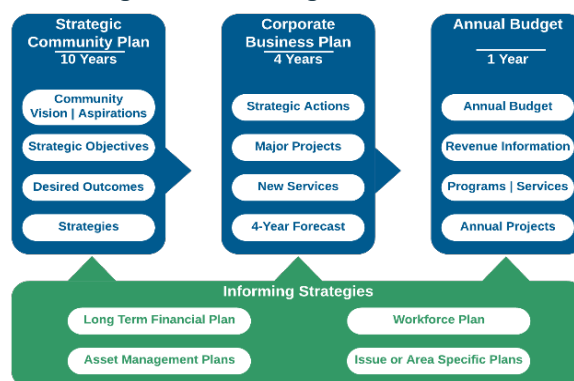 Strategic
Community Plan
10 Years
Community
Vision | Aspirations
Strategic Objectives
Desired Outcomes
Strategies
Corporate
Business Plan
4 Years
Strategic Actions
Major Projects
New Services
4-Year Forecast
Annual Budget
1 Year
Annual Budget
Revenue Information
Programs | Services
Annual Projects
Informing Strategies
Long Term Financial Plan
Workforce Plan
Asset Management Plans
Issue or Area Specific Plans